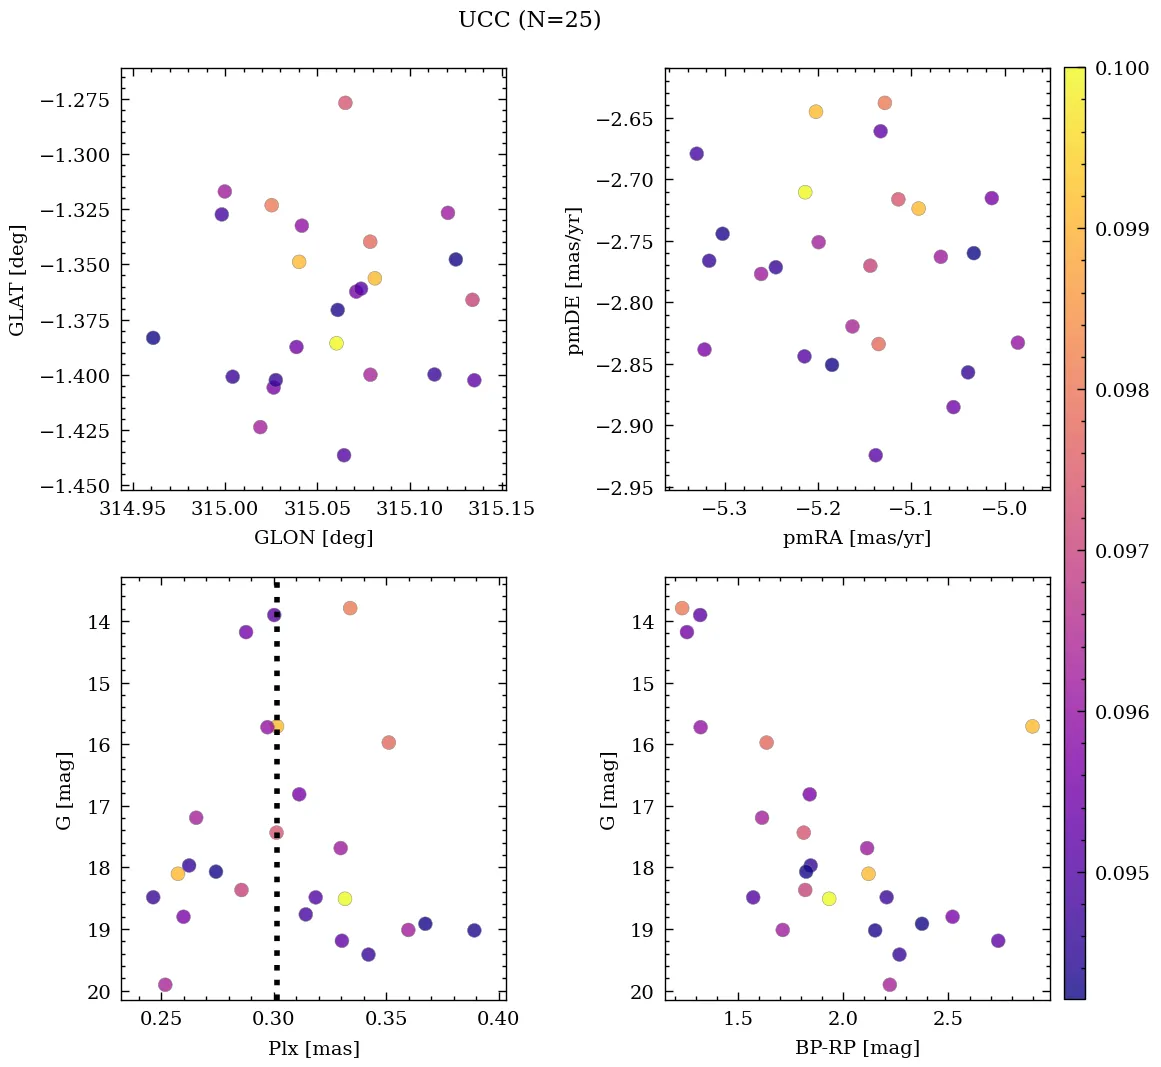 UCC (N=25)
−1.275
−1.300
−1.325
−1.350
−1.375
−1.400
−1.425
−1.450
GLAT [deg]
314.95 315.00 315.05 315.10 315.15
GLON [deg]
−2.65
−2.70
−2.75
−2.80
−2.85
−2.90
−2.95
pmDE [mas/yr]
−5.3 −5.2 −5.1 −5.0
pmRA [mas/yr]
0.100
0.099
0.098
0.097
0.096
0.095
14
15
16
17
18
19
20
G [mag]
0.25 0.30 0.35 0.40
Plx [mas]
14
15
16
17
18
19
20
G [mag]
1.5 2.0 2.5
BP-RP [mag]